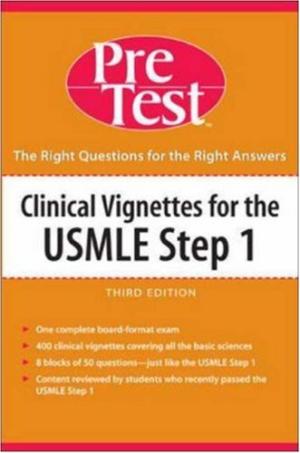 Pre
Test™
The Right Questions for the Right Answers
Clinical Vignettes for the
USMLE Step 1
THIRD EDITION
One complete board-format exam
400 clinical vignettes covering all the basic sciences
8 blocks of 50 questions—just like the USMLE Step 1
Content reviewed by students who recently passed the
USMLE Step 1